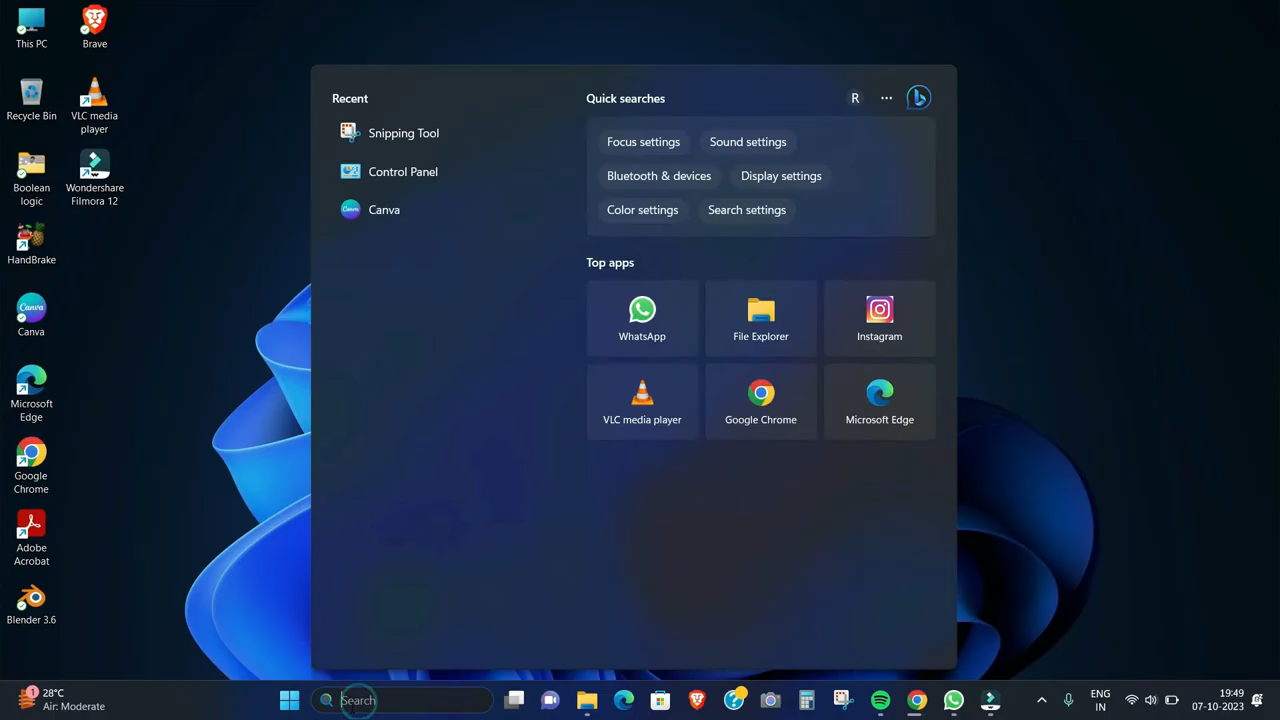 This PC
Brave
Recycle Bin
VLC media
player
Boolean
logic
Wondershare
Filmora 12
HandBrake
Canva
Microsoft
Edge
Google
Chrome
Adobe
Acrobat
Blender 3.6
Recent
Snipping Tool
Control Panel
Canva
Quick searches
R
Focus settings
Sound settings
Bluetooth & devices
Display settings
Color settings
Search settings
Top apps
WhatsApp
File Explorer
Instagram
VLC media player
Google Chrome
Microsoft Edge
1
28°C
Air: Moderate
Search
ENG
IN
19:49
07-10-2023